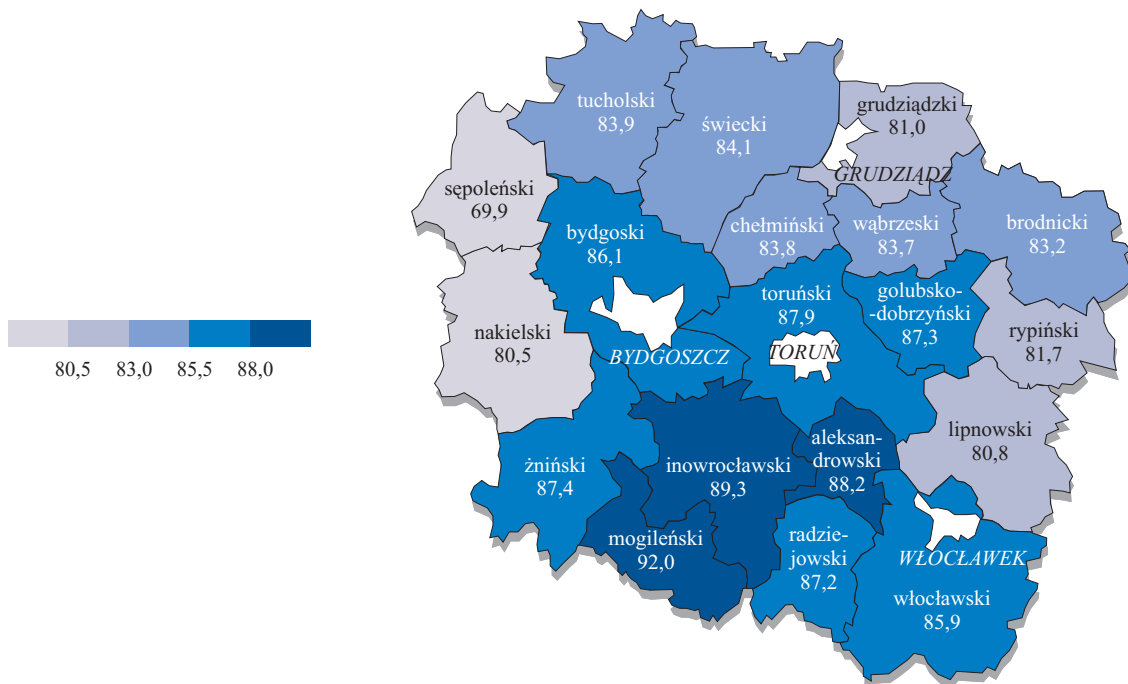 tucholski
83,9
świecki
84,1
grudziądzki
81,0
GRUDZIĄDZ
sępoleński
69,9
bydgoski
86,1
chełmiński
83,8
wąbrzeski
83,7
brodnicki
83,2
toruński
87,9
golubsko-
-dobrzyński
87,3
rypiński
81,7
nakielski
80,5
BYDGOSZCZ
TORUŃ
80,5 83,0 85,5 88,0
żniński
87,4
inowrocławski
89,3
aleksan-
drowski
88,2
lipnowski
80,8
mogileński
92,0
radzie-
jowski
87,2
WŁOCŁAWEK
włocławski
85,9